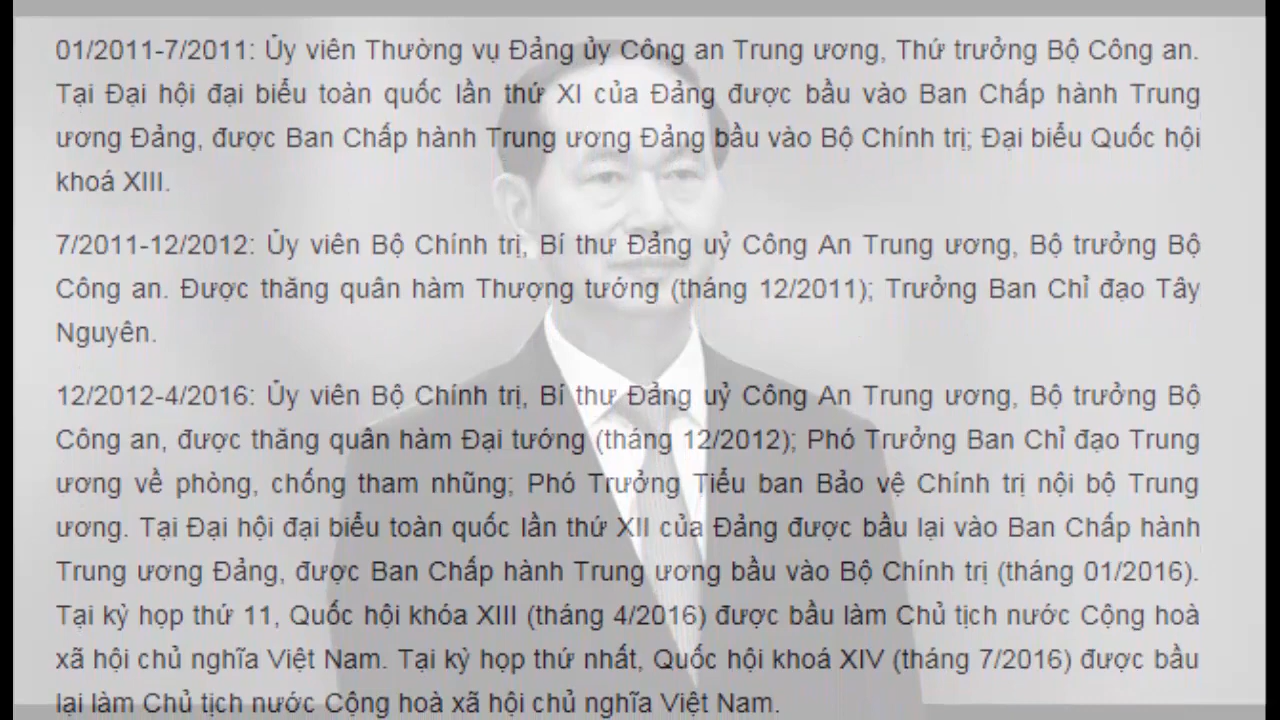 01/2011-7/2011: Ủy viên Thường vụ Đảng ủy Công an Trung ương, Thứ trưởng Bộ Công an.
Tại Đại hội đại biểu toàn quốc lần thứ XI của Đảng được bầu vào Ban Chấp hành Trung
ương Đảng, được Ban Chấp hành Trung ương Đảng bầu vào Bộ Chính trị; Đại biểu Quốc hội
khoá XIII.
7/2011-12/2012: Ủy viên Bộ Chính trị, Bí thư Đảng uỷ Công An Trung ương, Bộ trưởng Bộ
Công an. Được thăng quân hàm Thượng tướng (tháng 12/2011); Trưởng Ban Chỉ đạo Tây
Nguyên.
12/2012-4/2016: Ủy viên Bộ Chính trị, Bí thư Đảng uỷ Công An Trung ương, Bộ trưởng Bộ
Công an, được thăng quân hàm Đại tướng (tháng 12/2012); Phó Trưởng Ban Chỉ đạo Trung
ương về phòng, chống tham nhũng; Phó Trưởng Tiểu ban Bảo vệ Chính trị nội bộ Trung
ương. Tại Đại hội đại biểu toàn quốc lần thứ XII của Đảng được bầu lại vào Ban Chấp hành
Trung ương Đảng, được Ban Chấp hành Trung ương bầu vào Bộ Chính trị (tháng 01/2016).
Tại kỳ họp thứ 11, Quốc hội khóa XIII (tháng 4/2016) được bầu làm Chủ tịch nước Cộng hoà
xã hội chủ nghĩa Việt Nam. Tại kỳ họp thứ nhất, Quốc hội khoá XIV (tháng 7/2016) được bầu
lại làm Chủ tịch nước Cộng hoà xã hội chủ nghĩa Việt Nam.